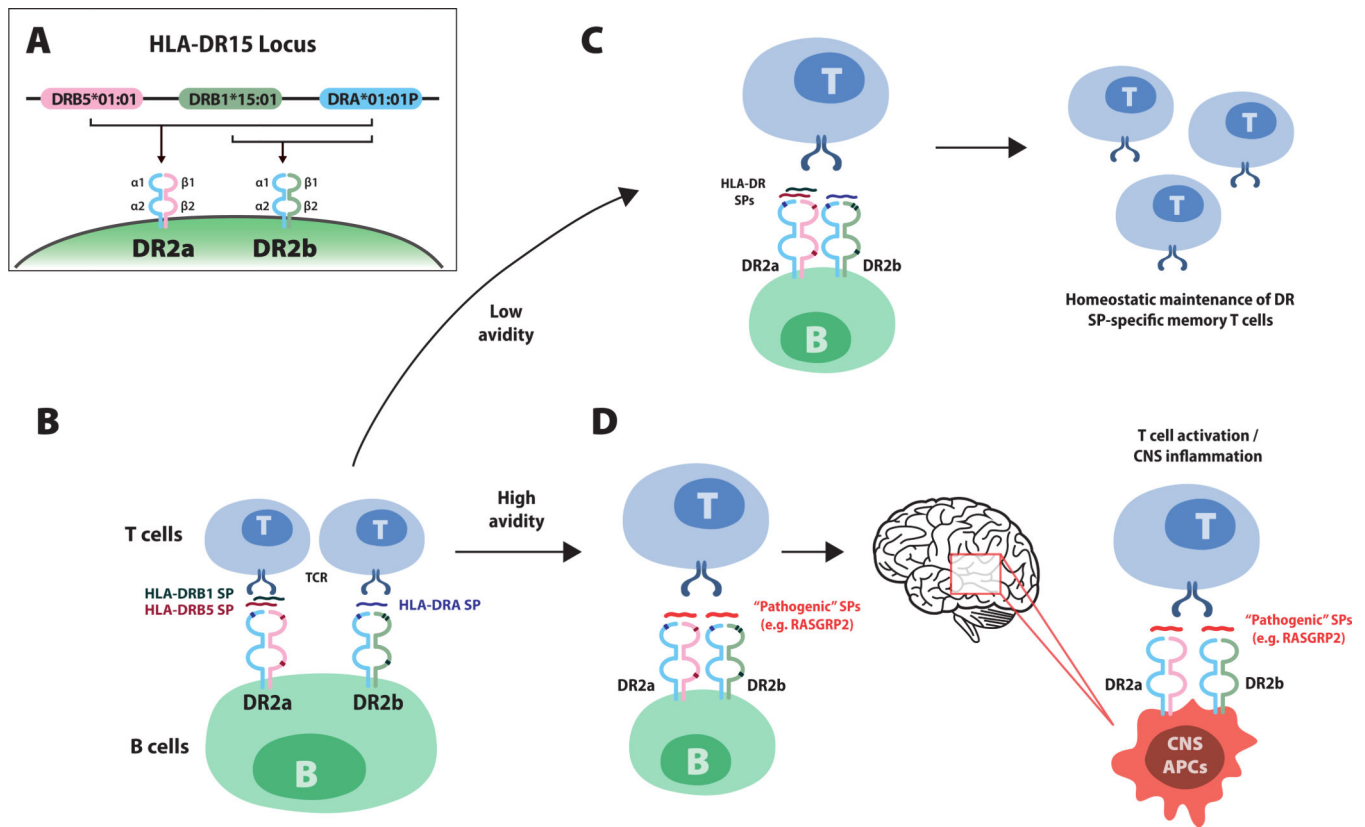 A
HLA-DR15 Locus
DRB5*01:01
DRB1*15:01
DRA*01:01P
α1
β1
α2
β2
α1
β1
α2
β2
DR2a
DR2b
C
T
HLA-DR
SPs
DR2a
DR2b
B
T
T
T
Homeostatic maintenance of DR
SP-specific memory T cells
Low
avidity
B
T cells
T
T
TCR
HLA-DRB1 SP
HLA-DRB5 SP
HLA-DRA SP
DR2a
DR2b
B cells
B
High
avidity
D
T
"Pathogenic" SPs
(e.g. RASGRP2)
DR2a
DR2b
B
T cell activation /
CNS inflammation
T
"Pathogenic" SPs
(e.g. RASGRP2)
DR2a
DR2b
CNS
APCs